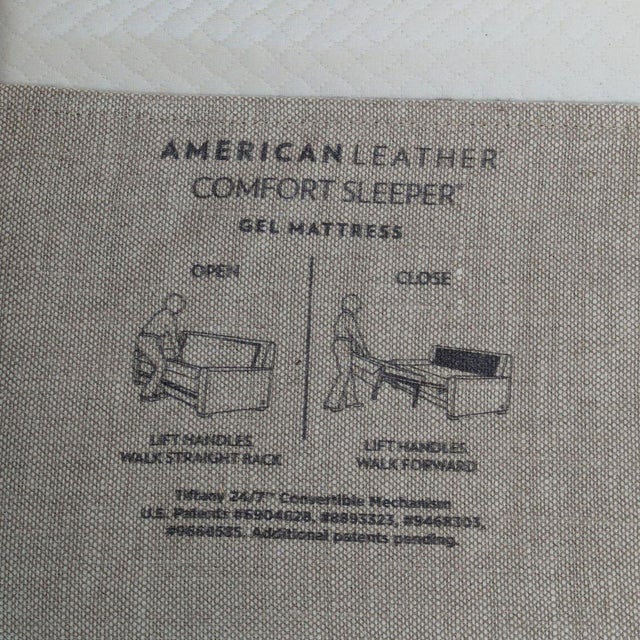 AMERICAN LEATHER
COMFORT SLEEPER®
GEL MATTRESS
OPEN
CLOSE
LIFT HANDLES,
WALK STRAIGHT BACK
LIFT HANDLES,
WALK FORWARD
Tiffany 24/7™ Convertible Mechanism
U.S. Patents #6904628, #8893323, #9468303,
#9668585. Additional patents pending.